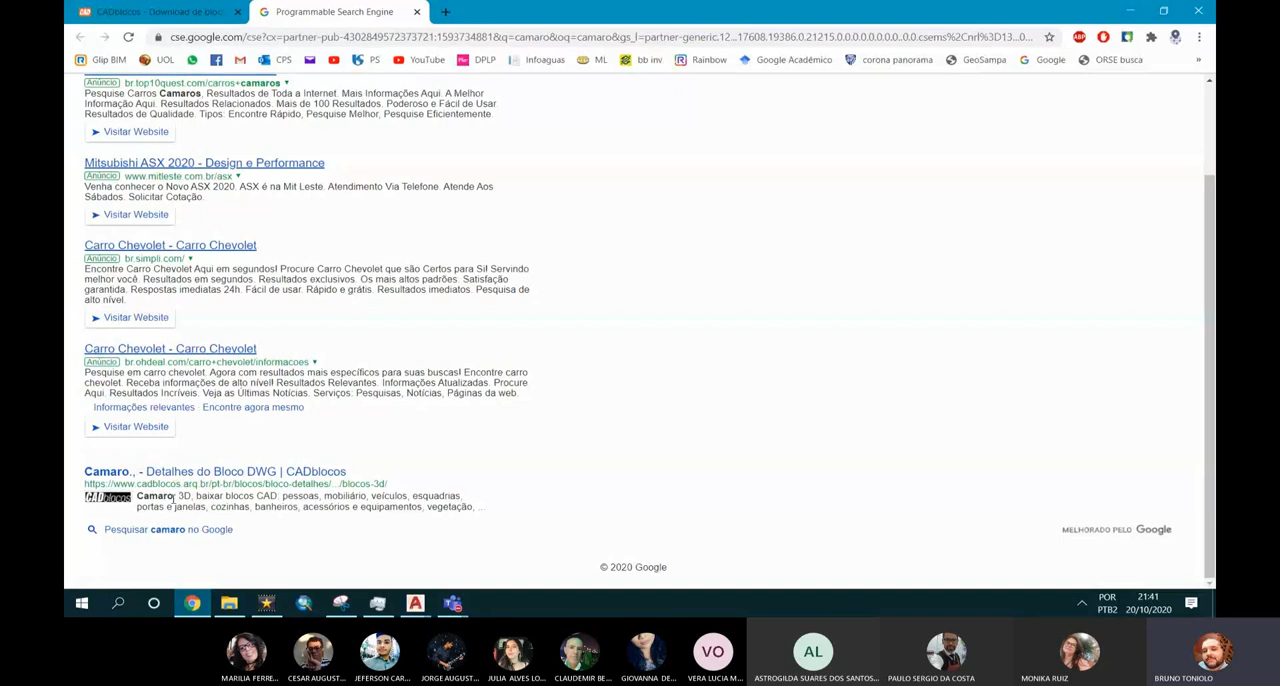 CADblocos - Download de bloc
Programmable Search Engine
cse.google.com/cse?cx=partner-pub-4302849572373721:1593734881&q=camaro&oq=camaro&gs_l=partner-generic.12...17608.19386.0.21215.0.0.0.0.0.0.0.0..0.0.csems%2Cnrl%3D13...0...
Glip BIM
UOL
CPS
PS
YouTube
DPLP
Infoaguas
ML
bb inv
Rainbow
Google Acadêmico
corona panorama
GeoSampa
Google
ORSE busca
»
Anúncio br.top10quest.com/carros+camaros
Pesquise Carros Camaros, Resultados de Toda a Internet. Mais Informações Aqui. A Melhor
Informação Aqui. Resultados Relacionados. Mais de 100 Resultados. Poderoso e Fácil de Usar.
Resultados de Qualidade. Tipos: Encontre Rápido, Pesquise Melhor, Pesquise Eficientemente.
Visitar Website
Mitsubishi ASX 2020 - Design e Performance
Anúncio www.mitleste.com.br/asx
Venha conhecer o Novo ASX 2020. ASX é na Mit Leste. Atendimento Via Telefone. Atende Aos
Sábados. Solicitar Cotação.
Visitar Website
Carro Chevolet - Carro Chevolet
Anúncio br.simpli.com/
Encontre Carro Chevolet Aqui em segundos! Procure Carro Chevolet que são Certos para Si! Servindo
melhor você. Resultados em segundos. Resultados exclusivos. Os mais altos padrões. Satisfação
garantida. Respostas imediatas 24h. Fácil de usar. Rápido e grátis. Resultados imediatos. Pesquisa de
alto nível.
Visitar Website
Carro Chevolet - Carro Chevolet
Anúncio br.ohdeal.com/carro+chevolet/informacoes
Pesquise em carro chevolet. Agora com resultados mais específicos para suas buscas! Encontre carro
chevolet. Receba informações de alto nível! Resultados Relevantes. Informações Atualizadas. Procure
Aqui. Resultados Incríveis. Veja as Últimas Notícias. Serviços: Pesquisas, Notícias, Páginas da web.
Informações relevantes · Encontre agora mesmo
Visitar Website
Camaro., - Detalhes do Bloco DWG | CADblocos
https://www.cadblocos.arq.br/pt-br/blocos/bloco-detalhes/.../blocos-3d/
CADblocos
Camaro 3D, baixar blocos CAD. pessoas, mobiliário, veículos, esquadrias,
portas e janelas, cozinhas, banheiros, acessórios e equipamentos, vegetação, ...
Pesquisar camaro no Google
MELHORADO PELO Google
© 2020 Google
POR
PTB2
21:41
20/10/2020
VO
AL
MARILIA FERRE...
CESAR AUGUST...
JEFERSON CAR...
JORGE AUGUST...
JULIA ALVES LO...
CLAUDEMIR BE...
GIOVANNA DE...
VERA LUCIA M...
ASTROGILDA SUARES DOS SANTOS...
PAULO SERGIO DA COSTA
MONIKA RUIZ
BRUNO TONIOLO